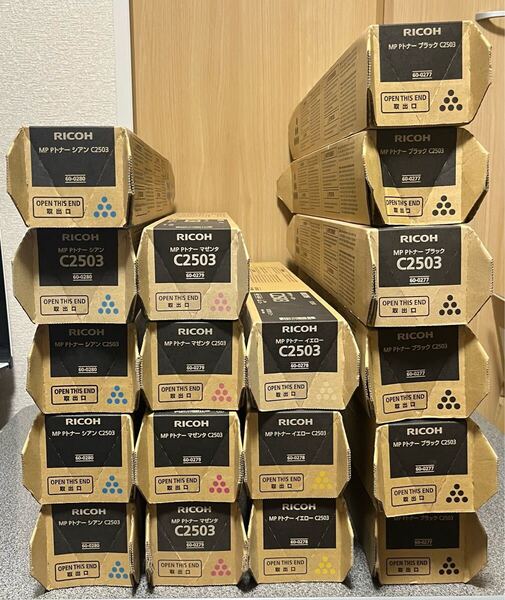 RICOH
MP Pトナー ブラック C2503
60-0277
OPEN THIS END
取出口
RICOH
MP Pトナー ブラック C2503
60-0277
OPEN THIS END
取出口
RICOH
MP Pトナー ブラック
C2503
60-0277
OPEN THIS END
取出口
RICOH
MP Pトナー ブラック C2503
60-0277
OPEN THIS END
取出口
RICOH
MP Pトナー ブラック C2503
60-0277
OPEN THIS END
取出口
RICOH
MP Pトナー ブラック C2503
60-0277
OPEN THIS END
取出口
RICOH
MP Pトナー シアン C2503
60-0280
OPEN THIS END
取出口
RICOH
MP Pトナー シアン
C2503
60-0280
OPEN THIS END
取出口
RICOH
MP Pトナー シアン C2503
60-0280
OPEN THIS END
取出口
RICOH
MP Pトナー シアン C2503
60-0280
OPEN THIS END
取出口
RICOH
MP Pトナー シアン C2503
60-0280
OPEN THIS END
取出口
RICOH
MP Pトナー マゼンタ
C2503
60-0279
OPEN THIS END
取出口
RICOH
MP Pトナー マゼンタ C2503
60-0279
OPEN THIS END
取出口
RICOH
MP Pトナー マゼンタ C2503
60-0279
OPEN THIS END
取出口
RICOH
MP Pトナー マゼンタ
C2503
60-0279
OPEN THIS END
取出口
RICOH
MP Pトナー イエロー
C2503
60-0278
OPEN THIS END
取出口
RICOH
MP Pトナー イエロー C2503
60-0278
OPEN THIS END
取出口
RICOH
MP Pトナー イエロー C2503
60-0278
OPEN THIS END
取出口